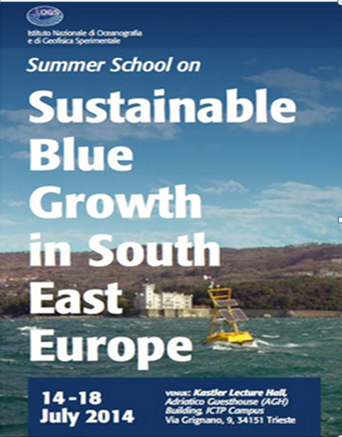 OGS
Istituto Nazionale di Oceanografia
e di Geofisica Sperimentale
Summer School on
Sustainable
Blue
Growth
in South
East
Europe
14-18
July 2014
VENUE: Kastler Lecture Hall,
Adriatico Guesthouse (AGH)
Building, ICTP Campus
Via Grignano, 9, 34151 Trieste